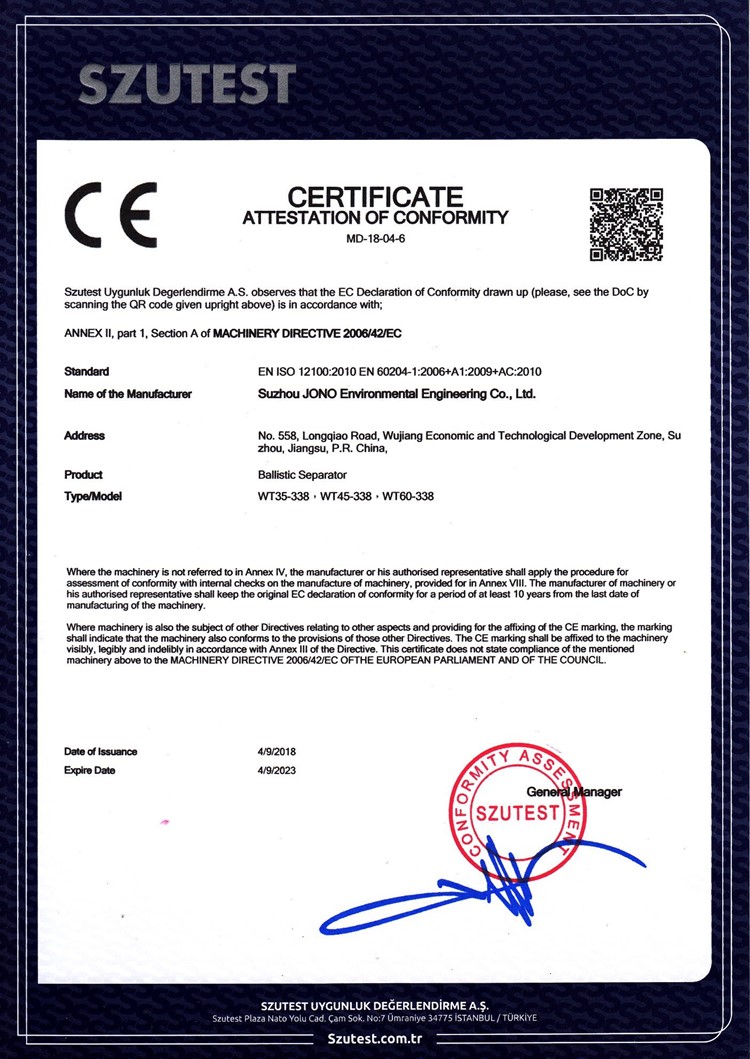 SZUTEST
CE
CERTIFICATE
ATTESTATION OF CONFORMITY
MD-18-04-6
Szutest Uygunluk Degerlendirme A.S. observes that the EC Declaration of Conformity drawn up (please, see the DoC by
scanning the QR code given upright above) is in accordance with;
ANNEX II, part 1, Section A of MACHINERY DIRECTIVE 2006/42/EC
Standard EN ISO 12100:2010 EN 60204-1:2006+A1:2009+AC:2010
Name of the Manufacturer Suzhou JONO Environmental Engineering Co., Ltd.
Address No. 558, Longqiao Road, Wujiang Economic and Technological Development Zone, Su
zhou, Jiangsu, P.R. China,
Product Ballistic Separator
Type/Model WT35-338，WT45-338，WT60-338
Where the machinery is not referred to in Annex IV, the manufacturer or his authorised representative shall apply the procedure for
assessment of conformity with internal checks on the manufacture of machinery, provided for in Annex VIII. The manufacturer of machinery or
his authorised representative shall keep the original EC declaration of conformity for a period of at least 10 years from the last date of
manufacturing of the machinery.
Where machinery is also the subject of other Directives relating to other aspects and providing for the affixing of the CE marking, the marking
shall indicate that the machinery also conforms to the provisions of those other Directives. The CE marking shall be affixed to the machinery
visibly, legibly and indelibly in accordance with Annex III of the Directive. This certificate does not state compliance of the mentioned
machinery above to the MACHINERY DIRECTIVE 2006/42/EC OFTHE EUROPEAN PARLIAMENT AND OF THE COUNCIL.
Date of Issuance 4/9/2018
Expire Date 4/9/2023
CONFORMITY ASSESSMENT
General Manager
SZUTEST
SZUTEST UYGUNLUK DEĞERLENDİRME A.Ş.
Szutest Plaza Nato Yolu Cad. Çam Sok. No:7 Ümraniye 34775 İSTANBUL / TÜRKİYE
Szutest.com.tr